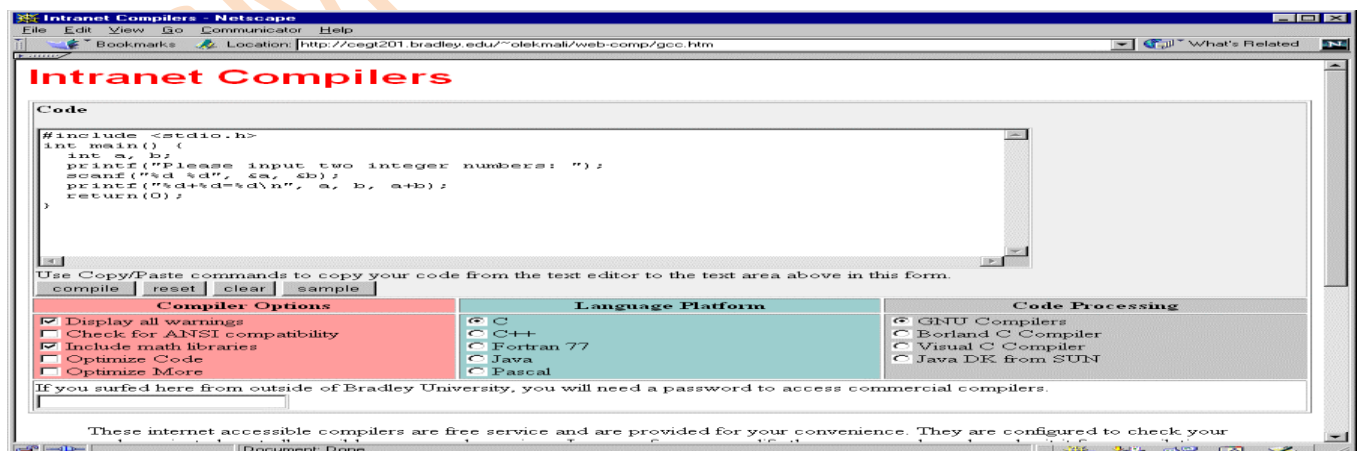 Intranet Compilers - Netscape
File Edit View Go Communicator Help
Bookmarks Location: http://cegt201.bradley.edu/~olekmali/web-comp/gcc.htm What's Related
Intranet Compilers
Code
#include <stdio.h>
int main() {
int a, b;
printf("Please input two integer numbers: ");
scanf("%d %d", &a, &b);
printf("%d+%d=%d\n", a, b, a+b);
return(0);
}
Use Copy/Paste commands to copy your code from the text editor to the text area above in this form.
compile reset clear sample
Compiler Options Language Platform Code Processing
Display all warnings C GNU Compilers
Check for ANSI compatibility C++ Borland C Compiler
Include math libraries Fortran 77 Visual C Compiler
Optimize Code Java Java DK from SUN
Optimize More Pascal
If you surfed here from outside of Bradley University, you will need a password to access commercial compilers.
These internet accessible compilers are free service and are provided for your convenience. They are configured to check your
Document: Done